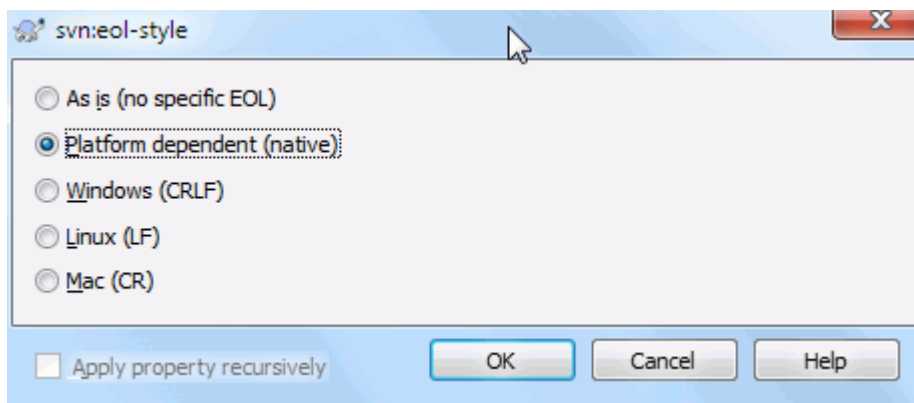 svn:eol-style
As is (no specific EOL)
Platform dependent (native)
Windows (CRLF)
Linux (LF)
Mac (CR)
Apply property recursively OK Cancel Help